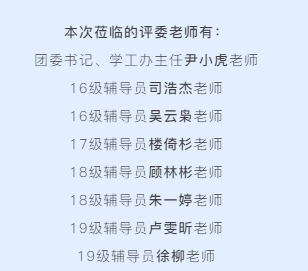 本次莅临的评委老师有：
团委书记、学工办主任尹小虎老师
16级辅导员司浩杰老师
16级辅导员吴云枭老师
17级辅导员楼倚杉老师
18级辅导员顾林彬老师
18级辅导员朱一婷老师
19级辅导员卢雯昕老师
19级辅导员徐柳老师